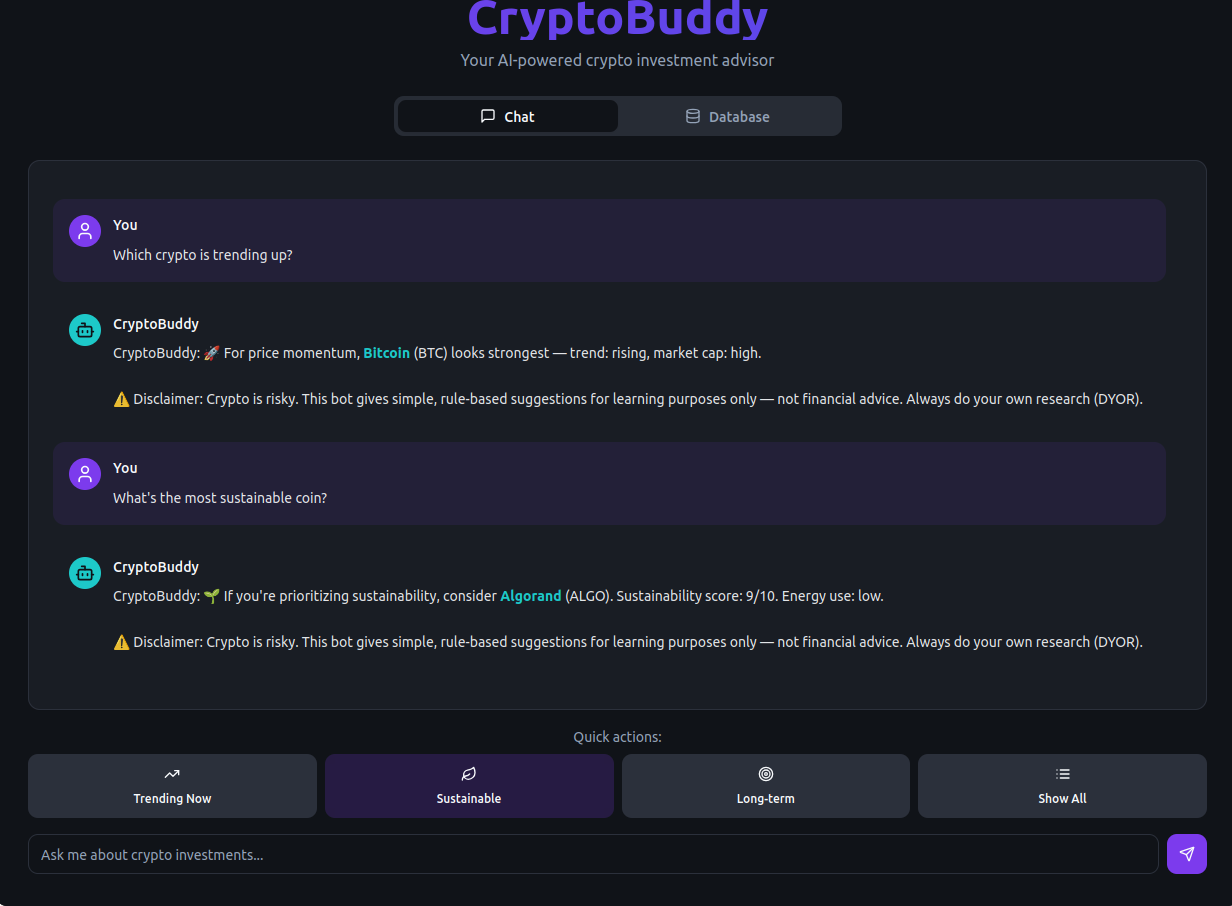 CryptoBuddy
Your AI-powered crypto investment advisor
Chat
Database
You
Which crypto is trending up?
CryptoBuddy
CryptoBuddy: 🚀 For price momentum, Bitcoin (BTC) looks strongest — trend: rising, market cap: high.
⚠️ Disclaimer: Crypto is risky. This bot gives simple, rule-based suggestions for learning purposes only — not financial advice. Always do your own research (DYOR).
You
What's the most sustainable coin?
CryptoBuddy
CryptoBuddy: 🌱 If you're prioritizing sustainability, consider Algorand (ALGO). Sustainability score: 9/10. Energy use: low.
⚠️ Disclaimer: Crypto is risky. This bot gives simple, rule-based suggestions for learning purposes only — not financial advice. Always do your own research (DYOR).
Quick actions:
Trending Now
Sustainable
Long-term
Show All
Ask me about crypto investments...